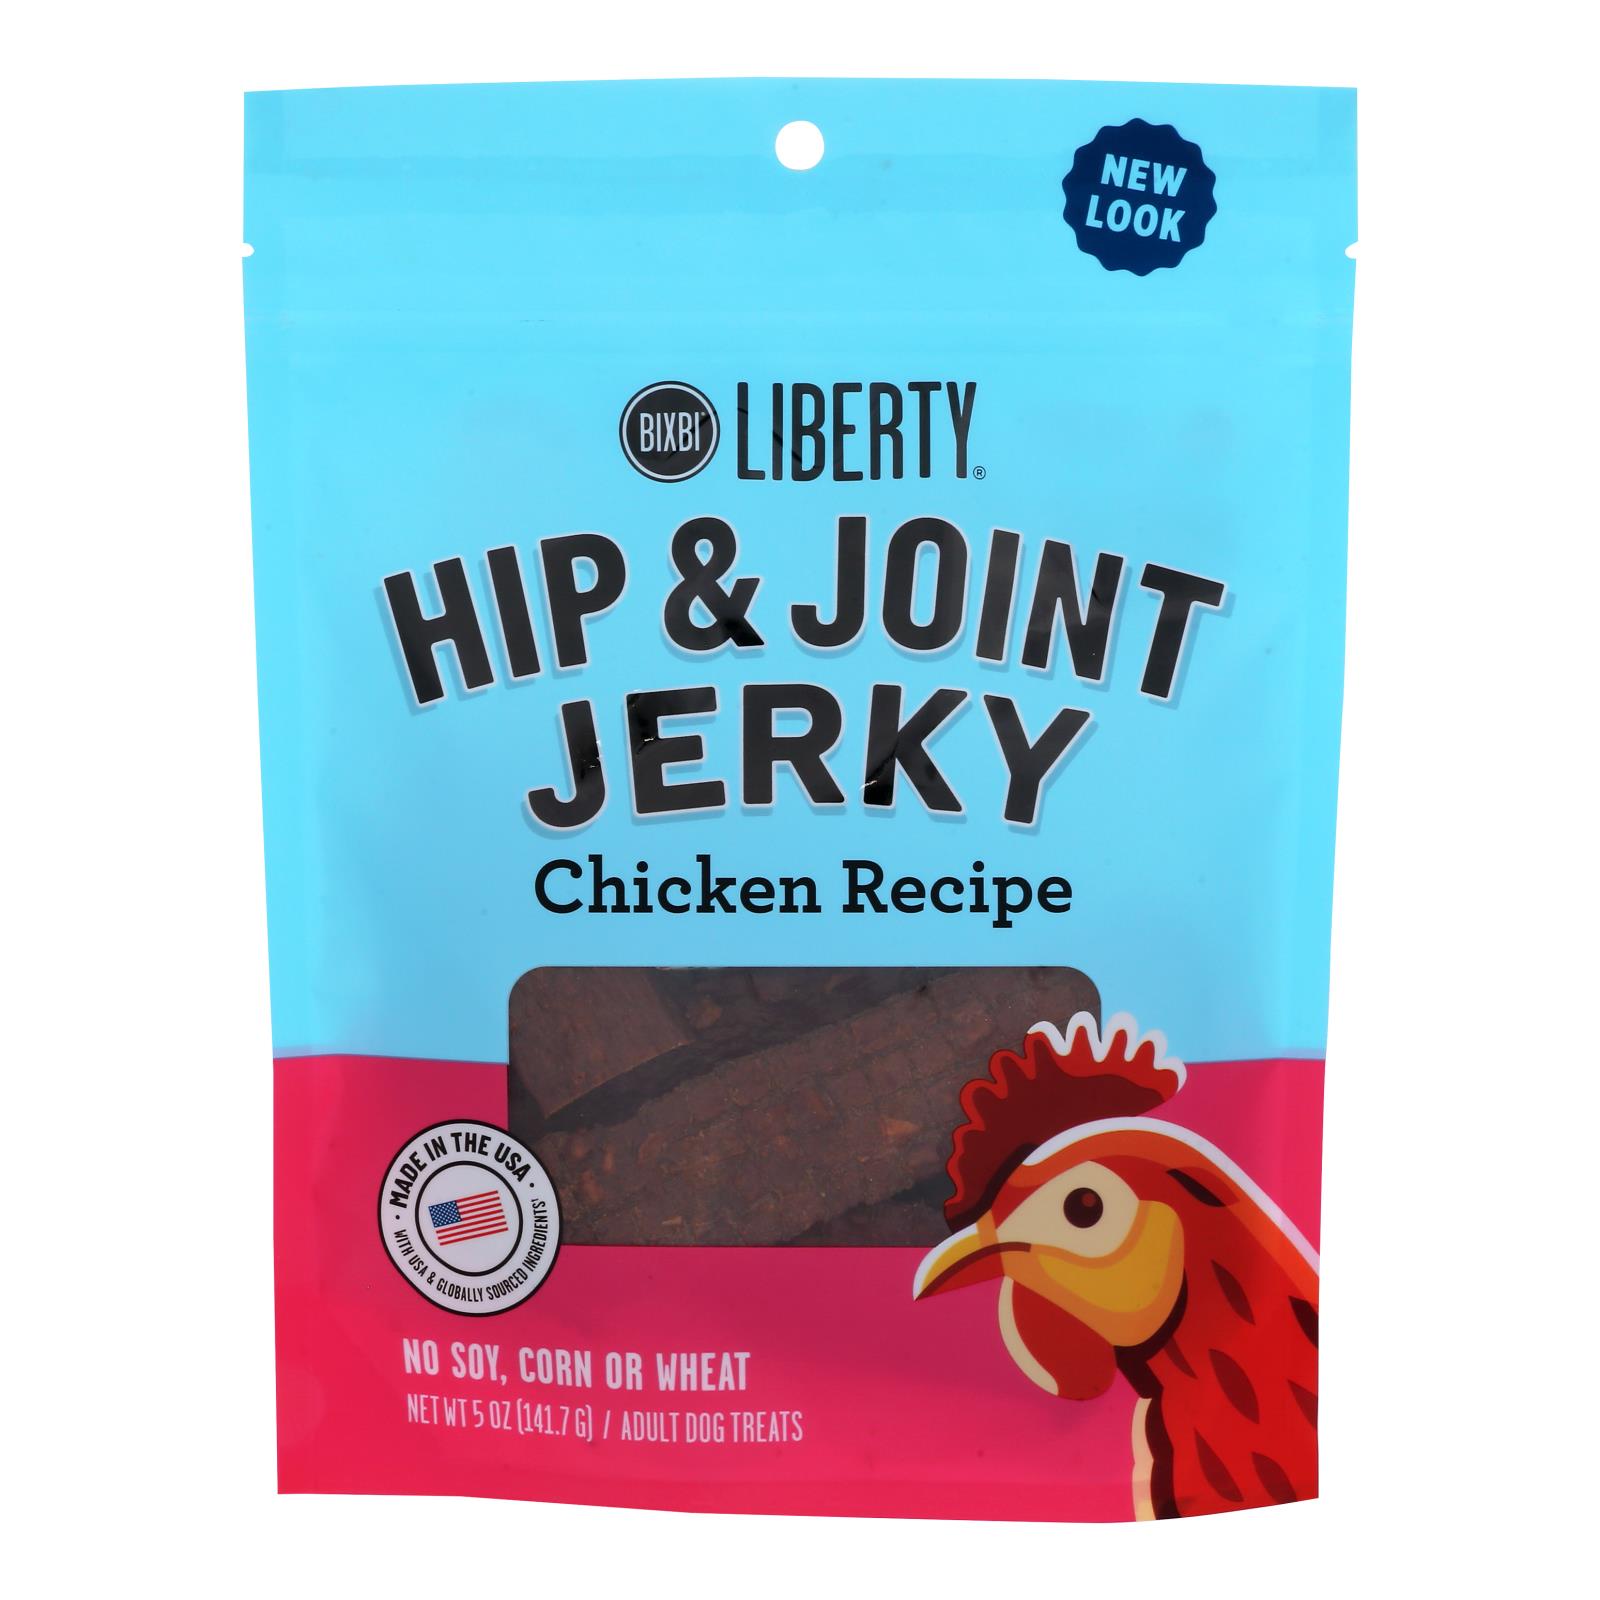 NEW
LOOK
BIXBI® LIBERTY®
HIP & JOINT
JERKY
Chicken Recipe
· MADE IN THE USA ·
WITH USA & GLOBALLY SOURCED INGREDIENTS†
NO SOY, CORN OR WHEAT
NET WT 5 OZ (141.7 G) / ADULT DOG TREATS